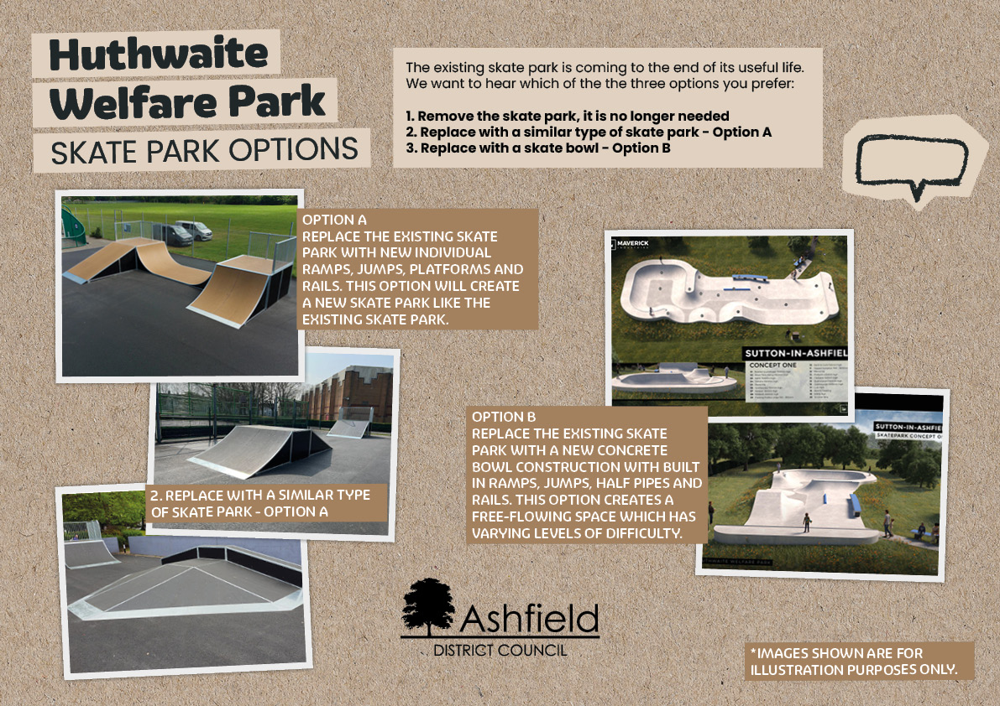 Huthwaite
Welfare Park
SKATE PARK OPTIONS
The existing skate park is coming to the end of its useful life.
We want to hear which of the the three options you prefer:
1. Remove the skate park, it is no longer needed
2. Replace with a similar type of skate park - Option A
3. Replace with a skate bowl - Option B
OPTION A
REPLACE THE EXISTING SKATE
PARK WITH NEW INDIVIDUAL
RAMPS, JUMPS, PLATFORMS AND
RAILS. THIS OPTION WILL CREATE
A NEW SKATE PARK LIKE THE
EXISTING SKATE PARK.
2. REPLACE WITH A SIMILAR TYPE
OF SKATE PARK - OPTION A
MAVERICK
INDUSTRIES
SUTTON-IN-ASHFIEL
CONCEPT ONE
OPTION B
REPLACE THE EXISTING SKATE
PARK WITH A NEW CONCRETE
BOWL CONSTRUCTION WITH BUILT
IN RAMPS, JUMPS, HALF PIPES AND
RAILS. THIS OPTION CREATES A
FREE-FLOWING SPACE WHICH HAS
VARYING LEVELS OF DIFFICULTY.
SUTTON-IN-ASHFIE
SKATEPARK CONCEPT O
THWAITE WELFARE PARK
Ashfield
DISTRICT COUNCIL
*IMAGES SHOWN ARE FOR
ILLUSTRATION PURPOSES ONLY.